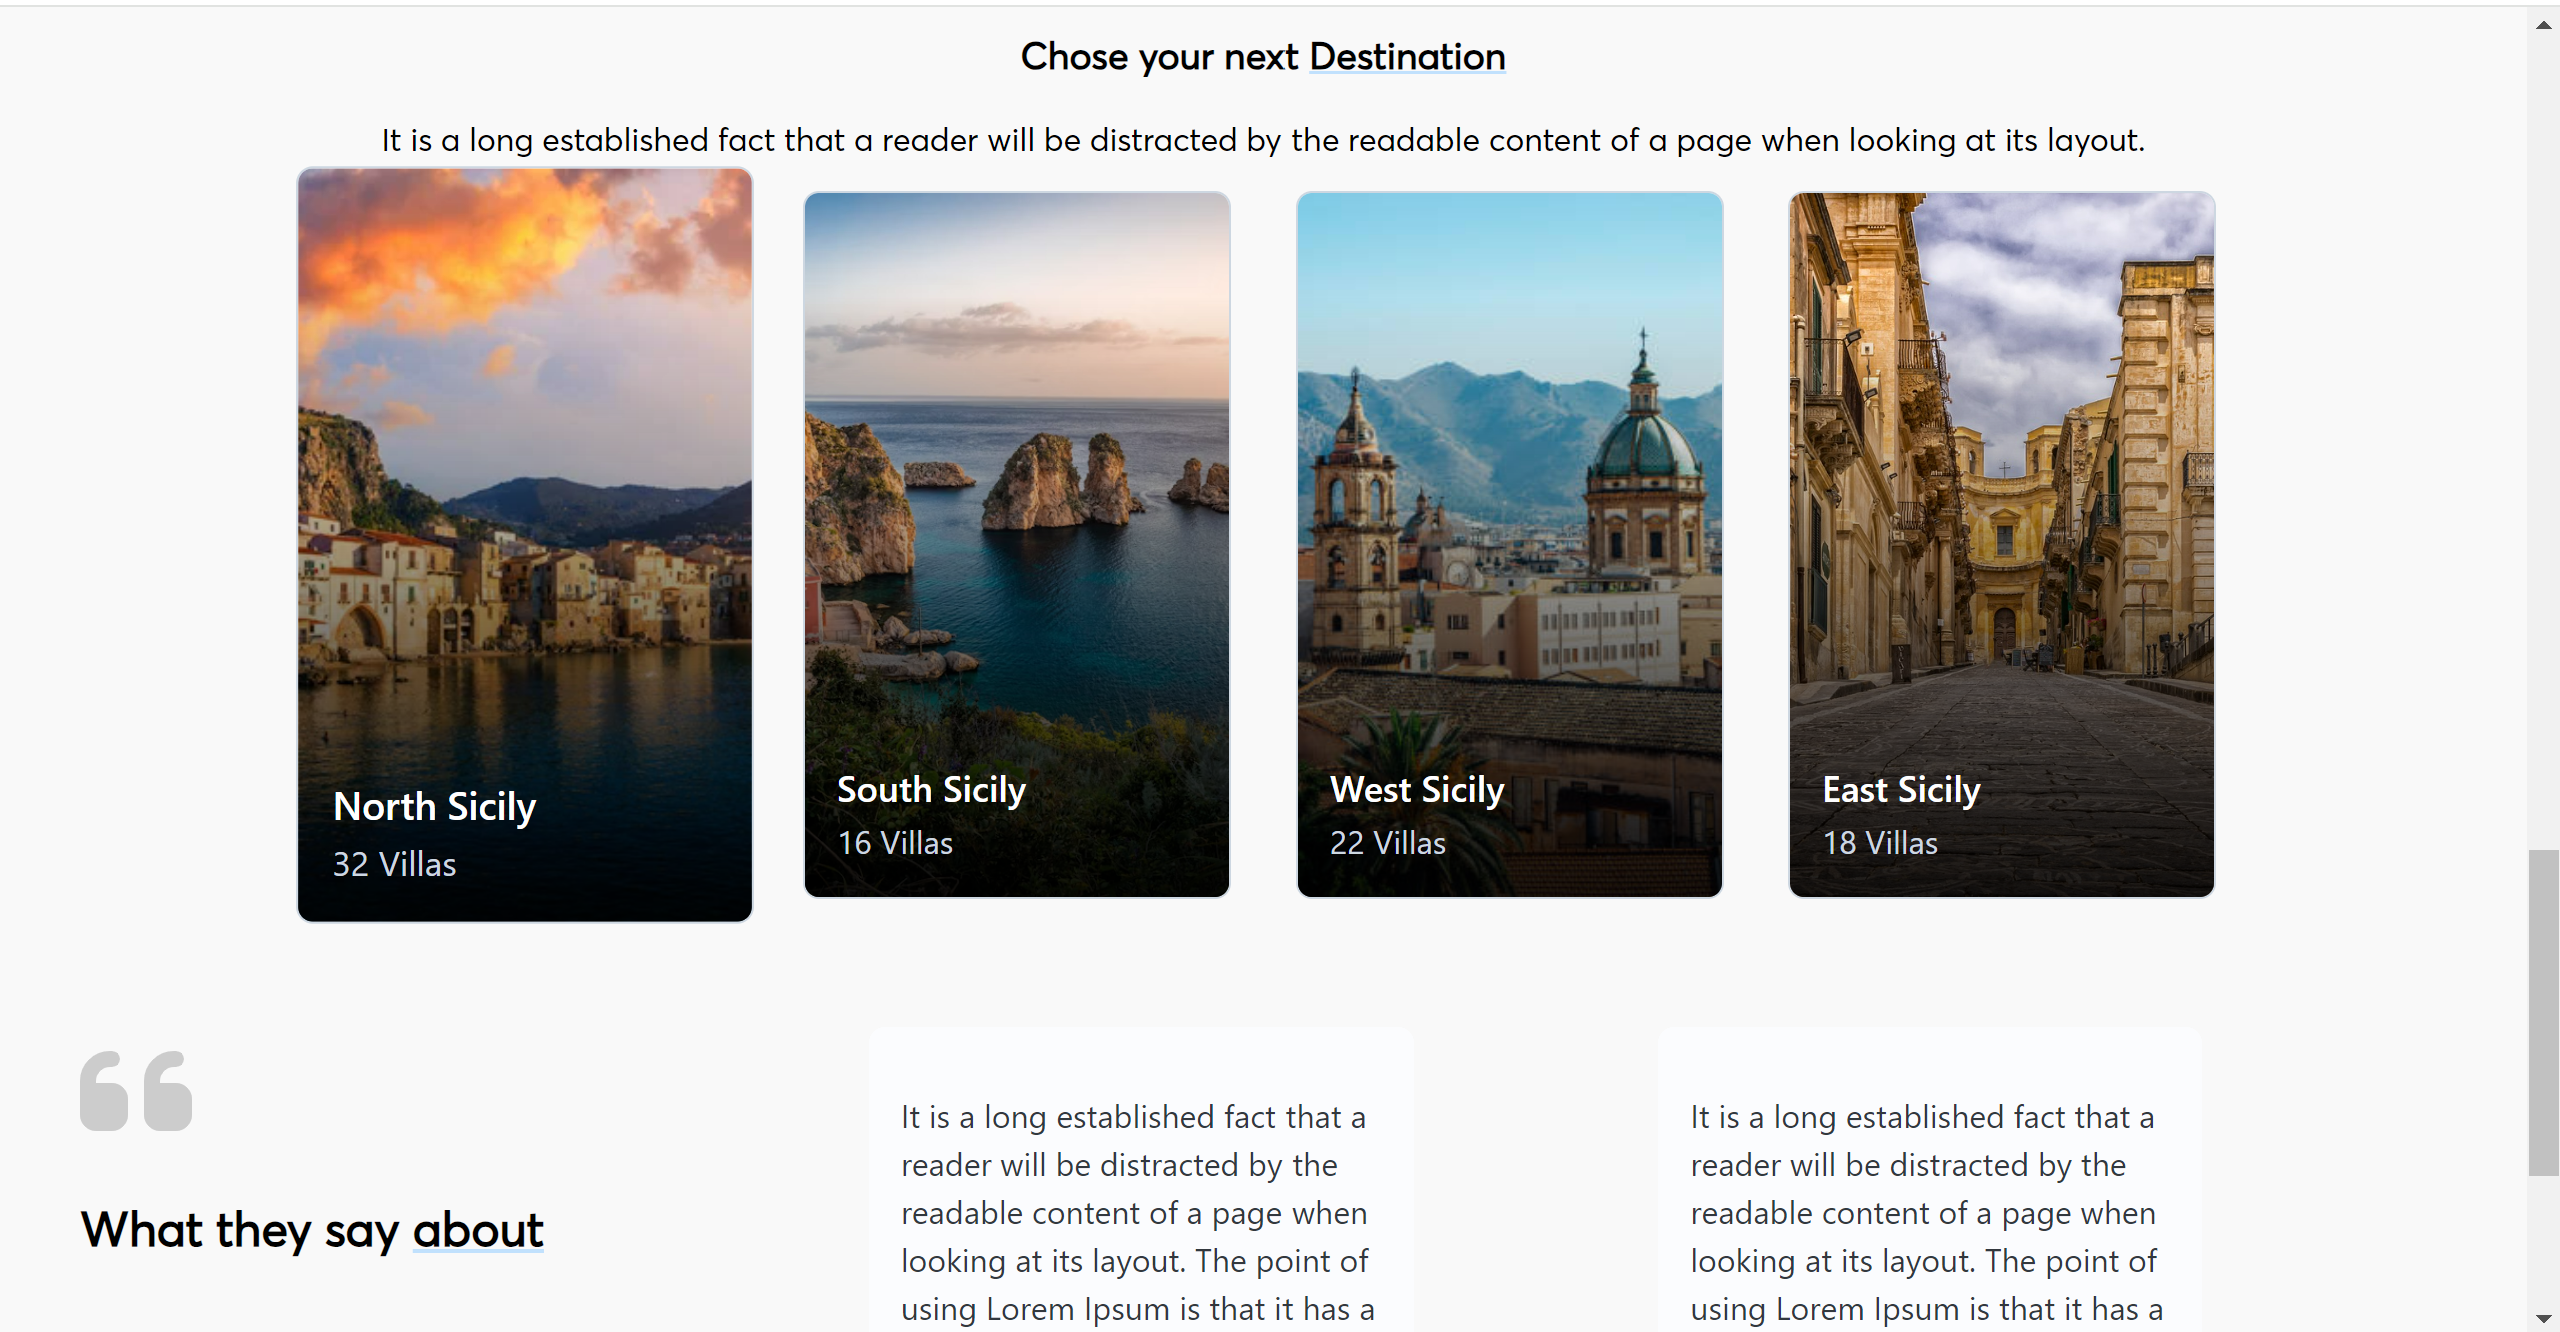 Chose your next Destination
It is a long established fact that a reader will be distracted by the readable content of a page when looking at its layout.
North Sicily
32 Villas
South Sicily
16 Villas
West Sicily
22 Villas
East Sicily
18 Villas
What they say about
It is a long established fact that a
reader will be distracted by the
readable content of a page when
looking at its layout. The point of
using Lorem Ipsum is that it has a
It is a long established fact that a
reader will be distracted by the
readable content of a page when
looking at its layout. The point of
using Lorem Ipsum is that it has a